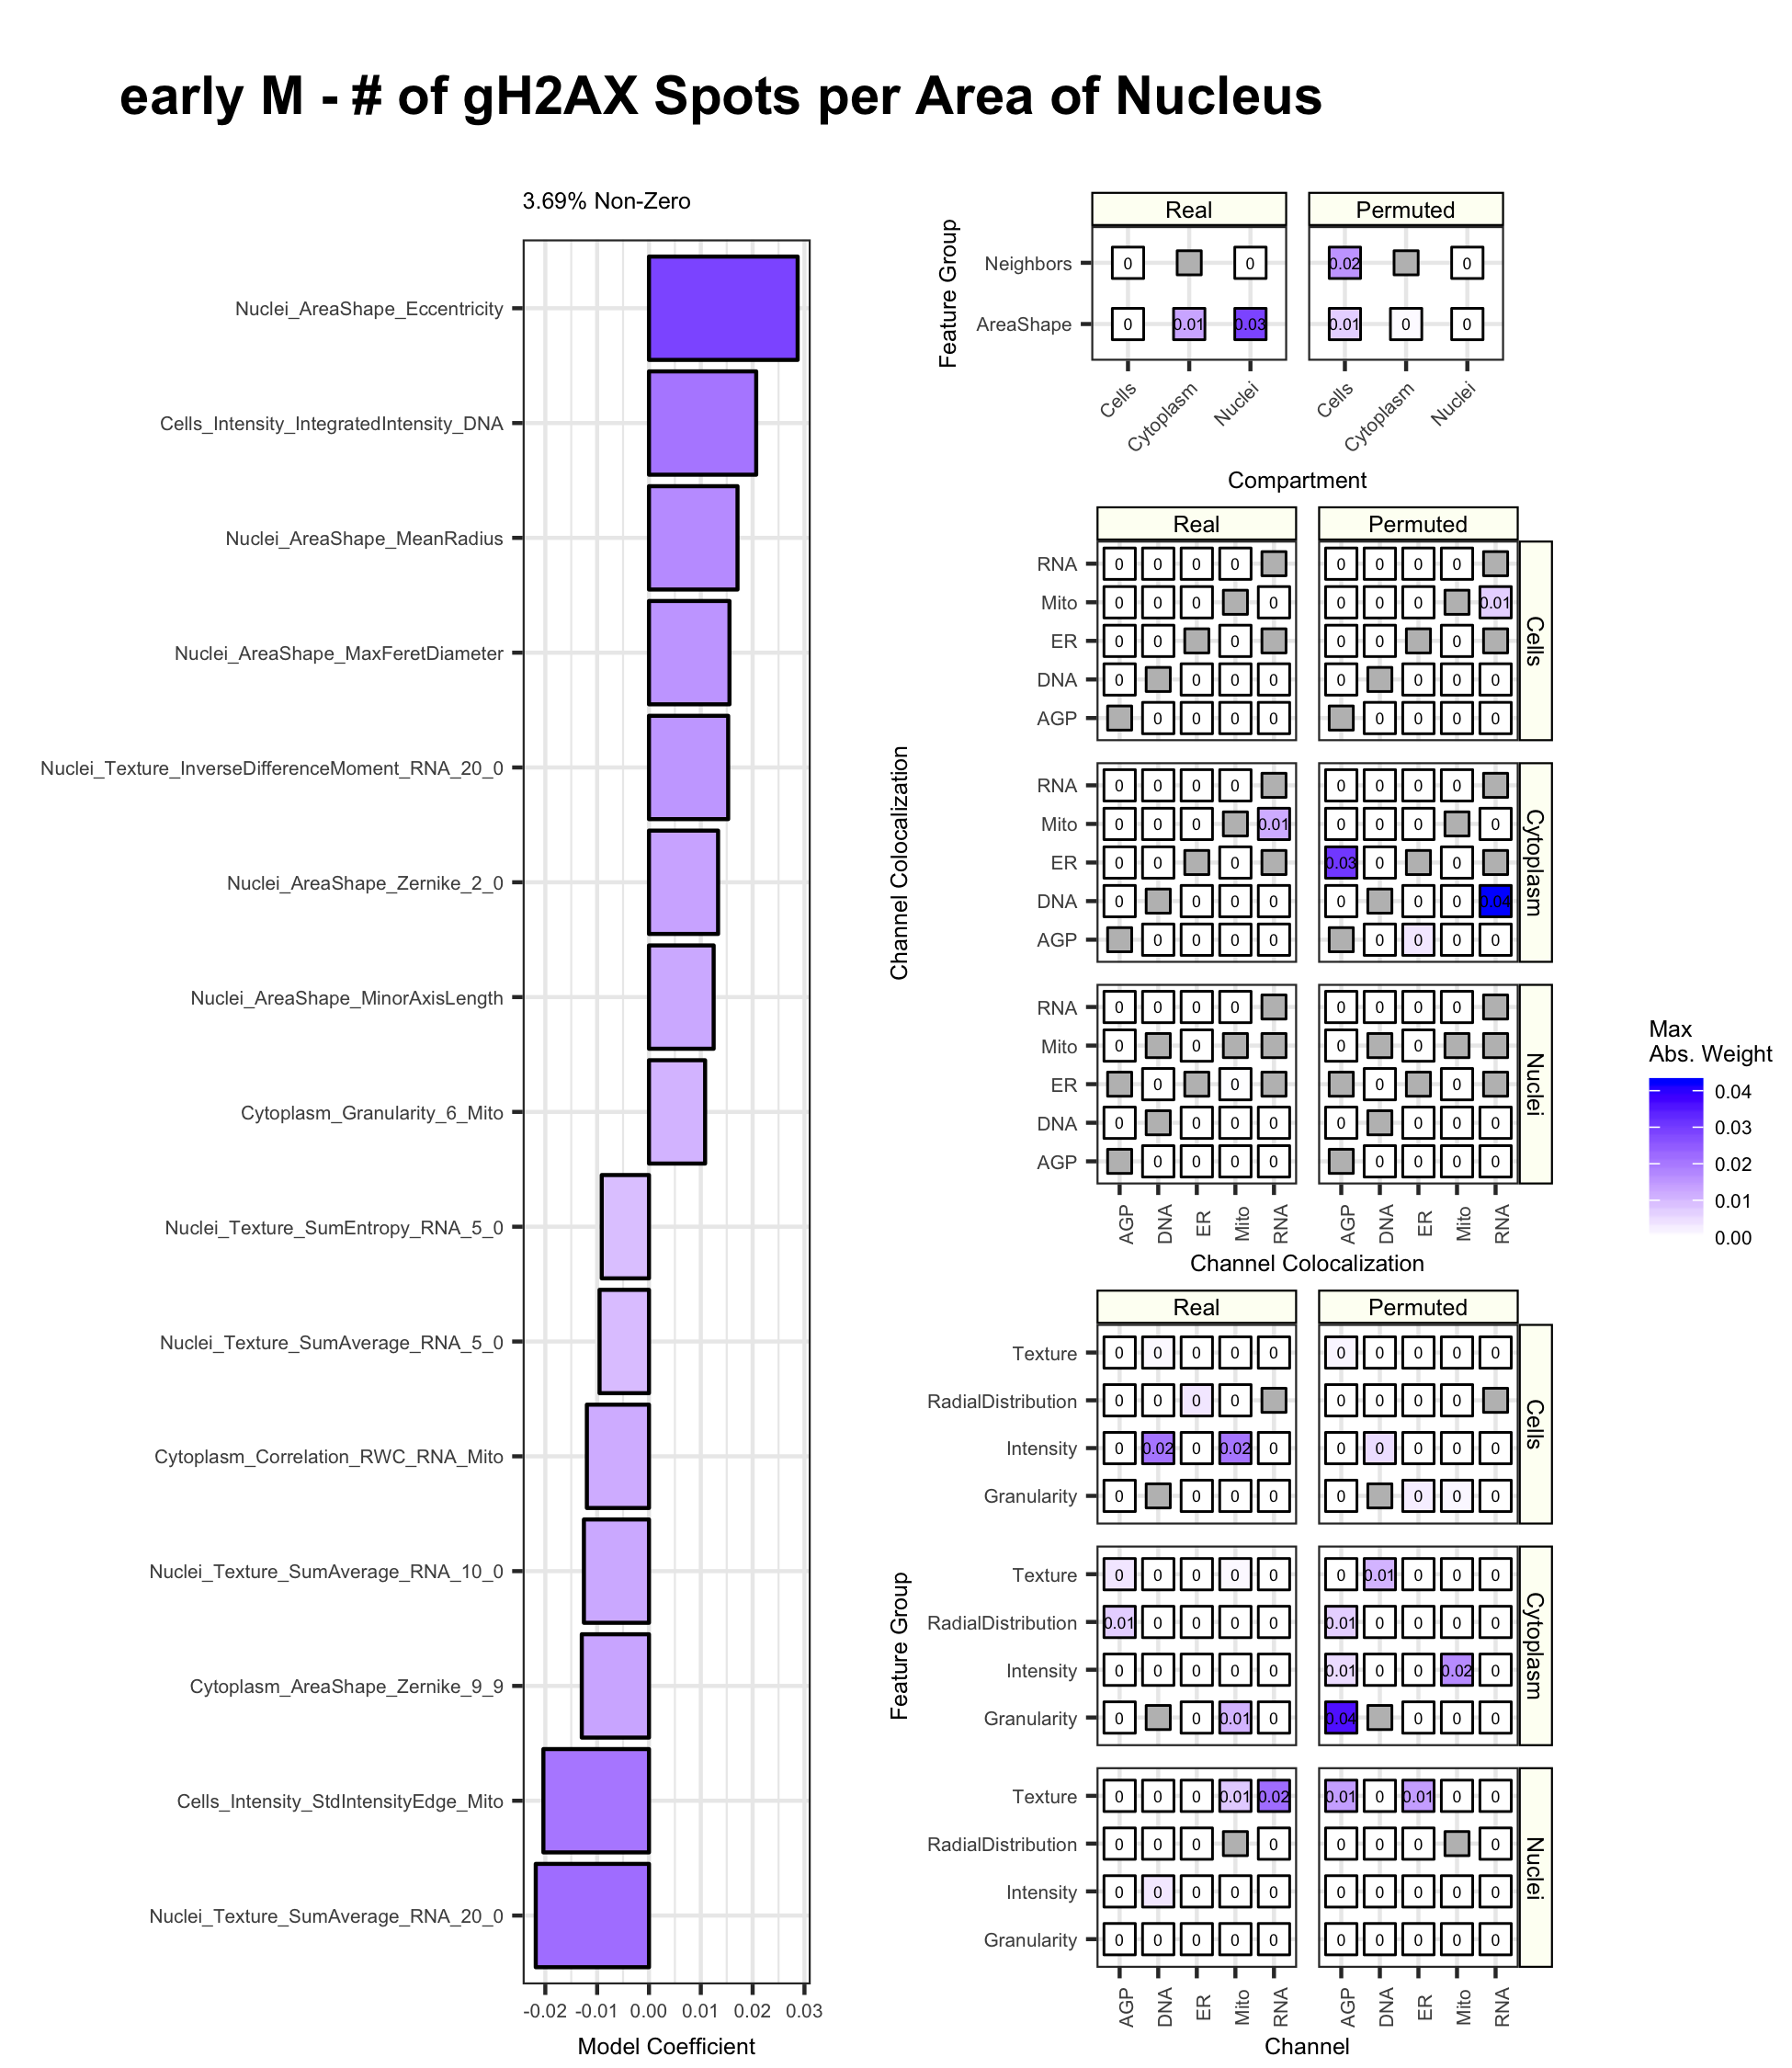 early M - # of gH2AX Spots per Area of Nucleus
3.69% Non-Zero
Nuclei_AreaShape_Eccentricity
Cells_Intensity_IntegratedIntensity_DNA
Nuclei_AreaShape_MeanRadius
Nuclei_AreaShape_MaxFeretDiameter
Nuclei_Texture_InverseDifferenceMoment_RNA_20_0
Nuclei_AreaShape_Zernike_2_0
Nuclei_AreaShape_MinorAxisLength
Cytoplasm_Granularity_6_Mito
Nuclei_Texture_SumEntropy_RNA_5_0
Nuclei_Texture_SumAverage_RNA_5_0
Cytoplasm_Correlation_RWC_RNA_Mito
Nuclei_Texture_SumAverage_RNA_10_0
Cytoplasm_AreaShape_Zernike_9_9
Cells_Intensity_StdIntensityEdge_Mito
Nuclei_Texture_SumAverage_RNA_20_0
-0.02 -0.01 0.00 0.01 0.02 0.03
Model Coefficient
Feature Group
Real Permuted
Neighbors 0 0 0.02 0
AreaShape 0 0.01 0.03 0.01 0 0
Cells Cytoplasm Nuclei Cells Cytoplasm Nuclei
Compartment
Channel Colocalization
Real Permuted
Cells
RNA 0 0 0 0 0 0 0 0
Mito 0 0 0 0 0 0 0 0.01
ER 0 0 0 0 0 0
DNA 0 0 0 0 0 0 0 0
AGP 0 0 0 0 0 0 0 0
Cytoplasm
RNA 0 0 0 0 0 0 0 0
Mito 0 0 0 0.01 0 0 0 0
ER 0 0 0 0.03 0 0
DNA 0 0 0 0 0 0 0 0.04
AGP 0 0 0 0 0 0 0 0
Nuclei
RNA 0 0 0 0 0 0 0 0
Mito 0 0 0 0
ER 0 0 0 0
DNA 0 0 0 0 0 0 0 0
AGP 0 0 0 0 0 0 0 0
AGP DNA ER Mito RNA AGP DNA ER Mito RNA
Channel Colocalization
Max
Abs. Weight
0.04
0.03
0.02
0.01
0.00
Feature Group
Real Permuted
Cells
Texture 0 0 0 0 0 0 0 0 0 0
RadialDistribution 0 0 0 0 0 0 0 0
Intensity 0 0.02 0 0.02 0 0 0 0 0 0
Granularity 0 0 0 0 0 0 0 0
Cytoplasm
Texture 0 0 0 0 0 0 0.01 0 0 0
RadialDistribution 0.01 0 0 0 0 0.01 0 0 0 0
Intensity 0 0 0 0 0 0.01 0 0 0.02 0
Granularity 0 0 0.01 0 0.04 0 0 0
Nuclei
Texture 0 0 0 0.01 0.02 0.01 0 0.01 0 0
RadialDistribution 0 0 0 0 0 0 0 0
Intensity 0 0 0 0 0 0 0 0 0 0
Granularity 0 0 0 0 0 0 0 0 0 0
AGP DNA ER Mito RNA AGP DNA ER Mito RNA
Channel